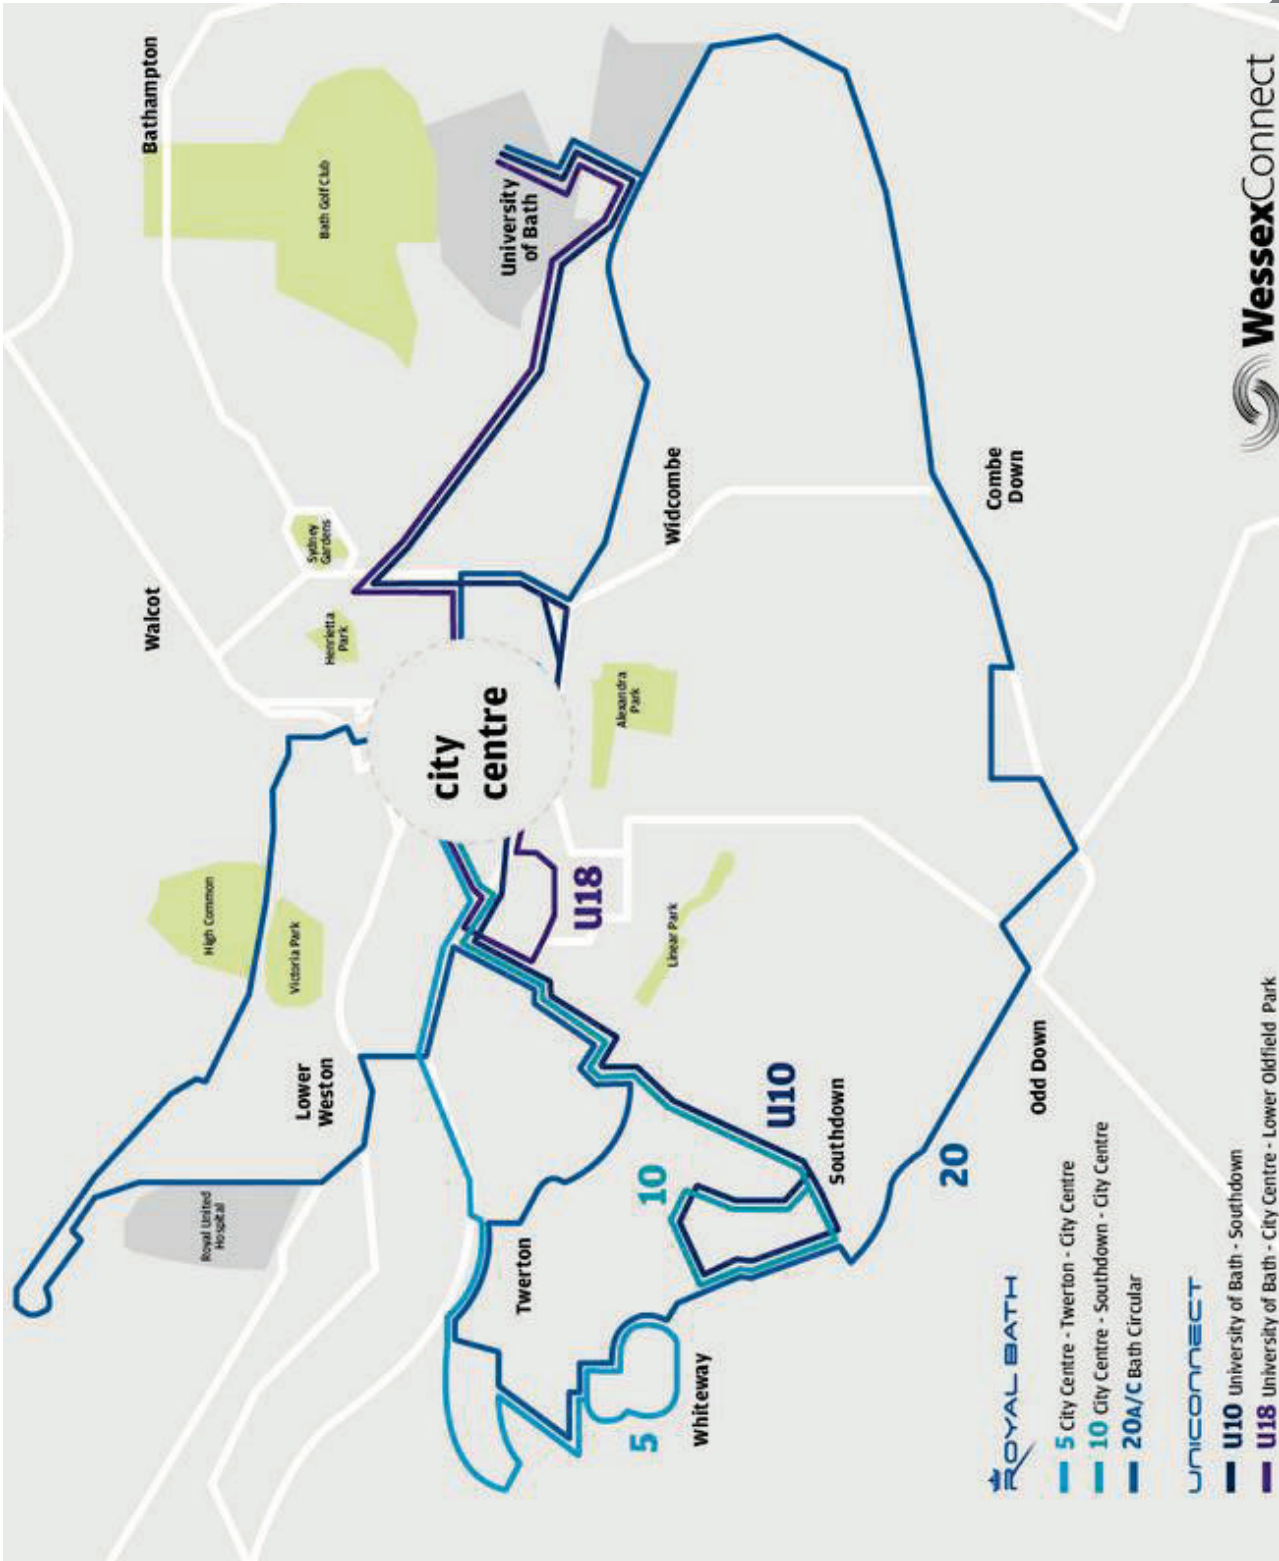 Bathampton
Bath Golf Club
University
of Bath
Walcot
Sydney
Gardens
Henrietta
Park
Widcombe
Combe
Down
city
centre
Alexandra
Park
High Common
Victoria Park
U18
Linear Park
Lower
Weston
Royal United
Hospital
U10
Southdown
10
Odd Down
20
Twerton
Whiteway
5
ROYAL BATH
5 City Centre - Twerton - City Centre
10 City Centre - Southdown - City Centre
20A/C Bath Circular
UNICONNECT
U10 University of Bath - Southdown
U18 University of Bath - City Centre - Lower Oldfield Park
WessexConnect